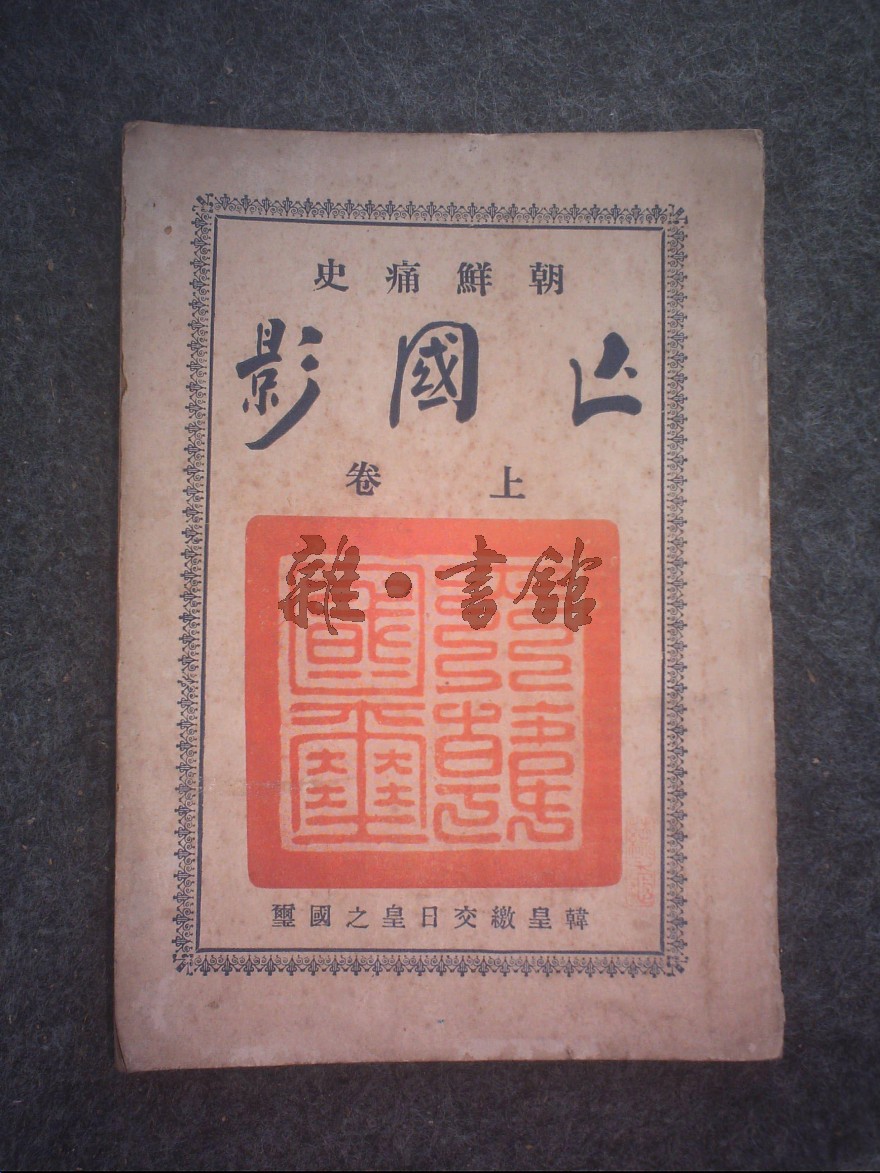 朝鮮痛史
亡國影
上卷
雜·書館
韓皇繳交日皇之國璽